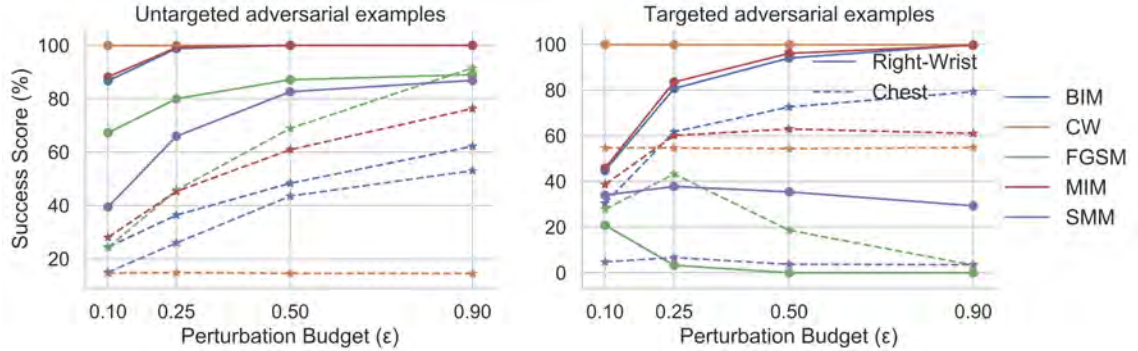 Untargeted adversarial examples
Targeted adversarial examples
Success Score (%)
100
80
60
40
20
0.10
0.25
0.50
0.90
Perturbation Budget (ε)
100
80
60
40
20
0
0.10
0.25
0.50
0.90
Perturbation Budget (ε)
Right-Wrist
Chest
BIM
CW
FGSM
MIM
SMM